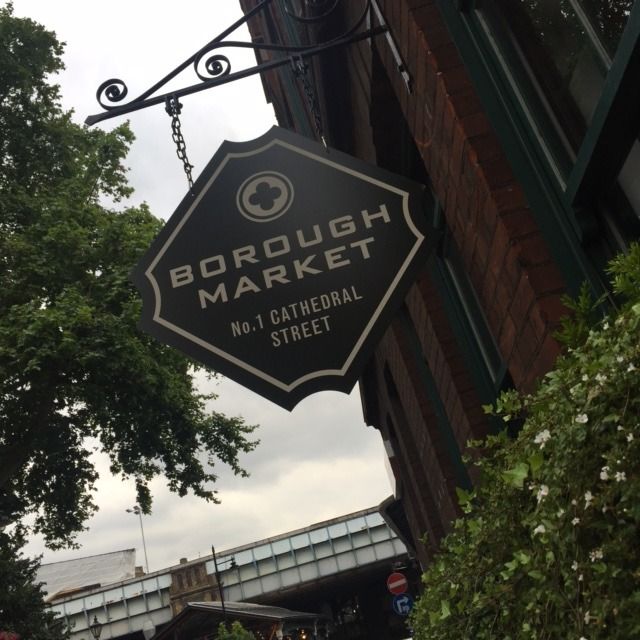 BOROUGH
MARKET
No.1 CATHEDRAL
STREET